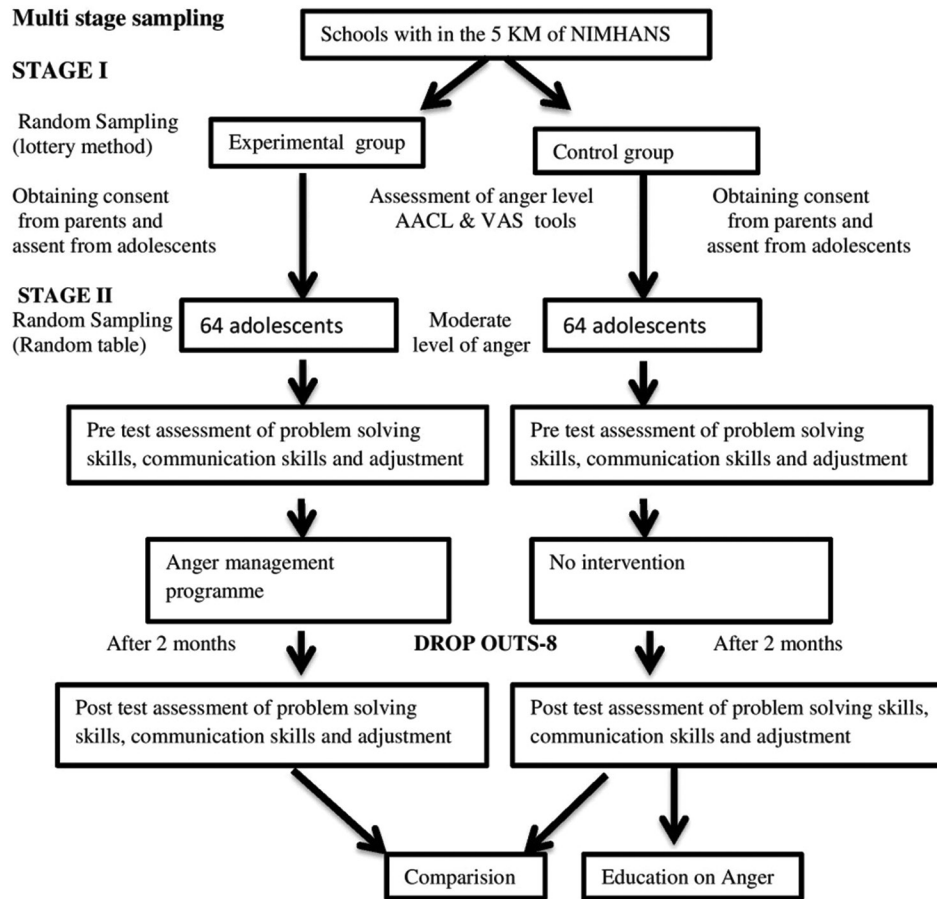 Multi stage sampling
Schools with in the 5 KM of NIMHANS
STAGE I
Random Sampling
(lottery method)
Experimental group
Control group
Obtaining consent
from parents and
assent from adolescents
Assessment of anger level
AACL & VAS tools
Obtaining consent
from parents and
assent from adolescents
STAGE II
Random Sampling
(Random table)
64 adolescents
Moderate
level of anger
64 adolescents
Pre test assessment of problem solving
skills, communication skills and adjustment
Pre test assessment of problem solving
skills, communication skills and adjustment
Anger management
programme
No intervention
After 2 months
DROP OUTS-8
After 2 months
Post test assessment of problem solving
skills, communication skills and adjustment
Post test assessment of problem solving skills,
communication skills and adjustment
Comparision
Education on Anger